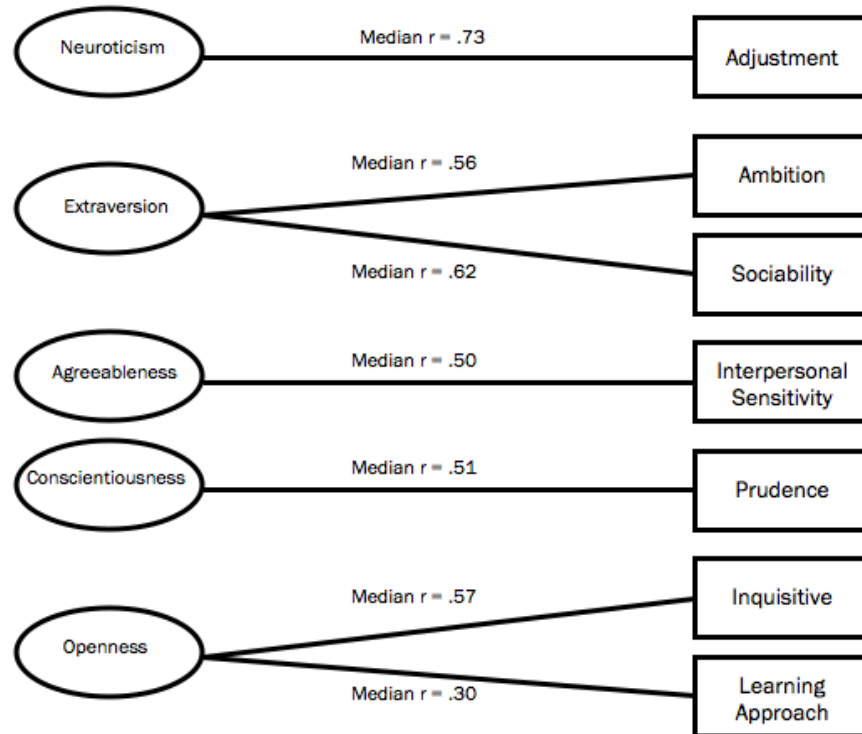 Neuroticism
Median r = .73
Adjustment
Extraversion
Median r = .56
Ambition
Median r = .62
Sociability
Agreeableness
Median r = .50
Interpersonal
Sensitivity
Conscientiousness
Median r = .51
Prudence
Openness
Median r = .57
Inquisitive
Median r = .30
Learning
Approach